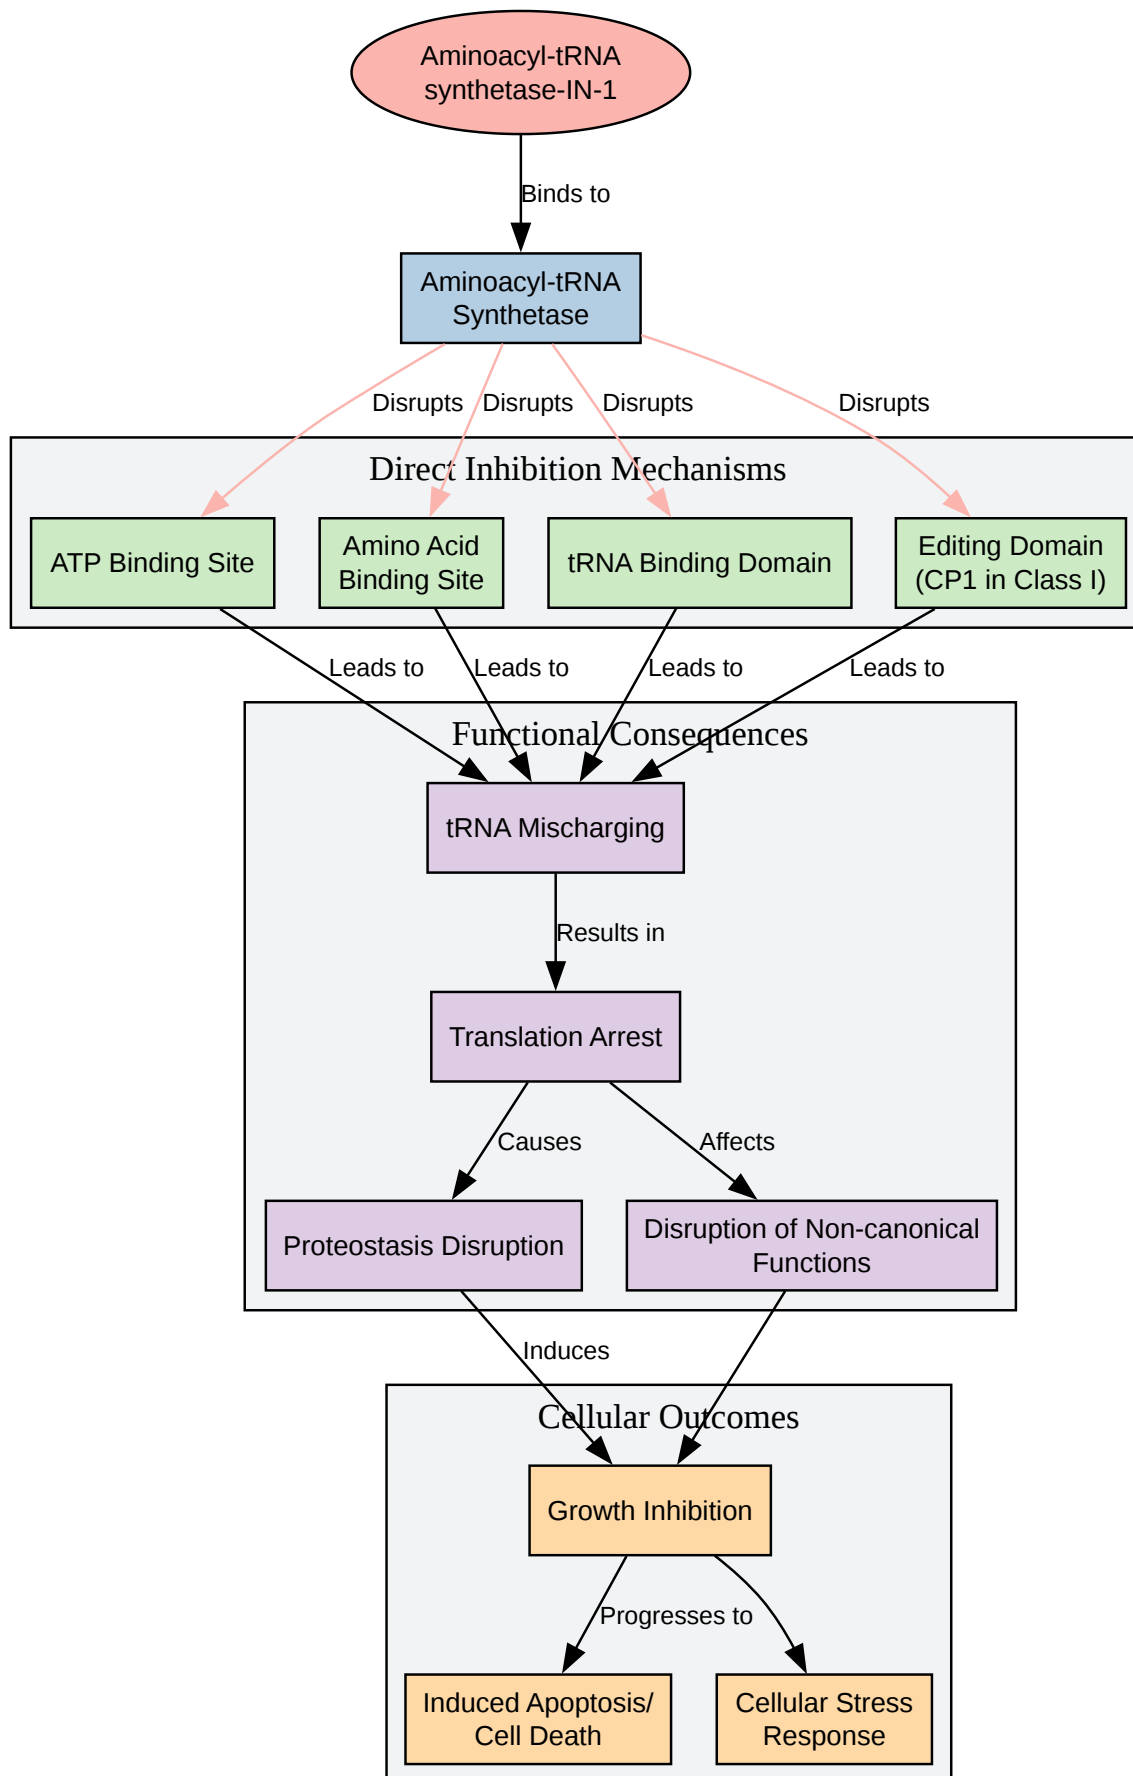 Aminoacyl-tRNA
synthetase-IN-1
Binds to
Aminoacyl-tRNA
Synthetase
Disrupts
Disrupts
Disrupts
Disrupts
Direct Inhibition Mechanisms
ATP Binding Site
Amino Acid
Binding Site
tRNA Binding Domain
Editing Domain
(CP1 in Class I)
Leads to
Leads to
Leads to
Leads to
Functional Consequences
tRNA Mischarging
Results in
Translation Arrest
Causes
Affects
Proteostasis Disruption
Disruption of Non-canonical
Functions
Induces
Cellular Outcomes
Growth Inhibition
Progresses to
Induced Apoptosis/
Cell Death
Cellular Stress
Response